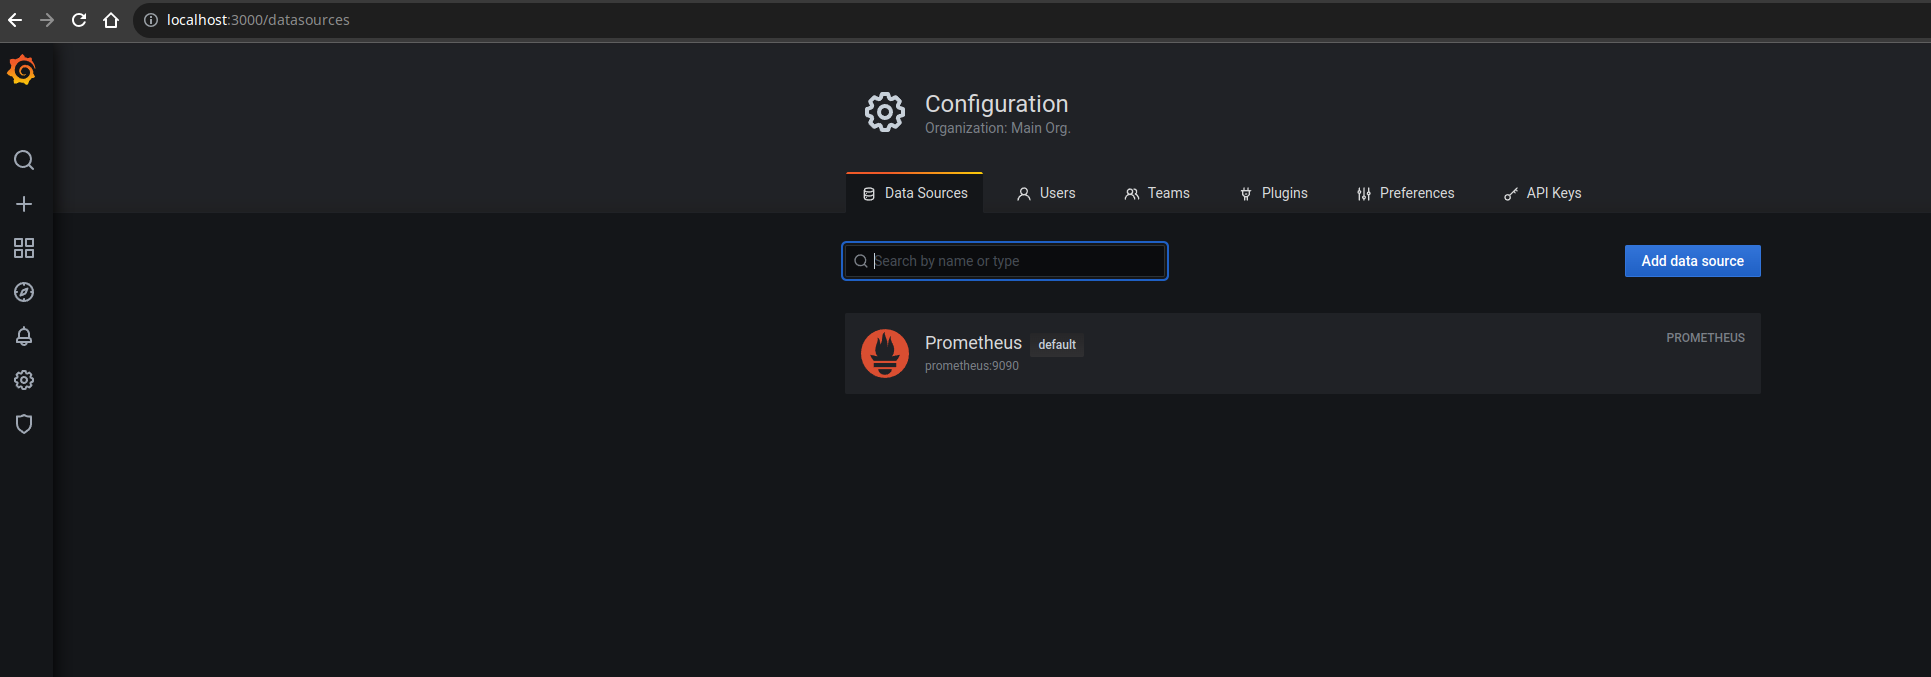 localhost:3000/datasources
Configuration
Organization: Main Org.
Data Sources Users Teams Plugins Preferences API Keys
Search by name or type Add data source
Prometheus default PROMETHEUS
prometheus:9090